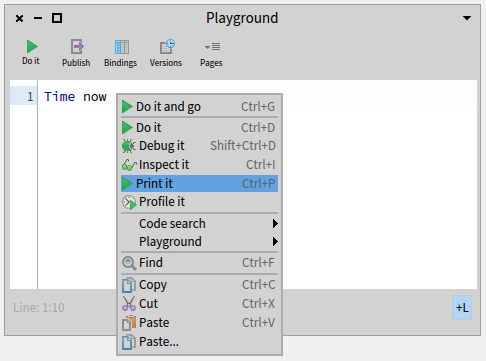 Playground
Do it
Publish
Bindings
Versions
Pages
1 Time now
Do it and go Ctrl+G
Do it Ctrl+D
Debug it Shift+Ctrl+D
Inspect it Ctrl+I
Print it Ctrl+P
Profile it
Code search
Playground
Find Ctrl+F
Copy Ctrl+C
Cut Ctrl+X
Paste Ctrl+V
Paste...
Line: 1:10
+L